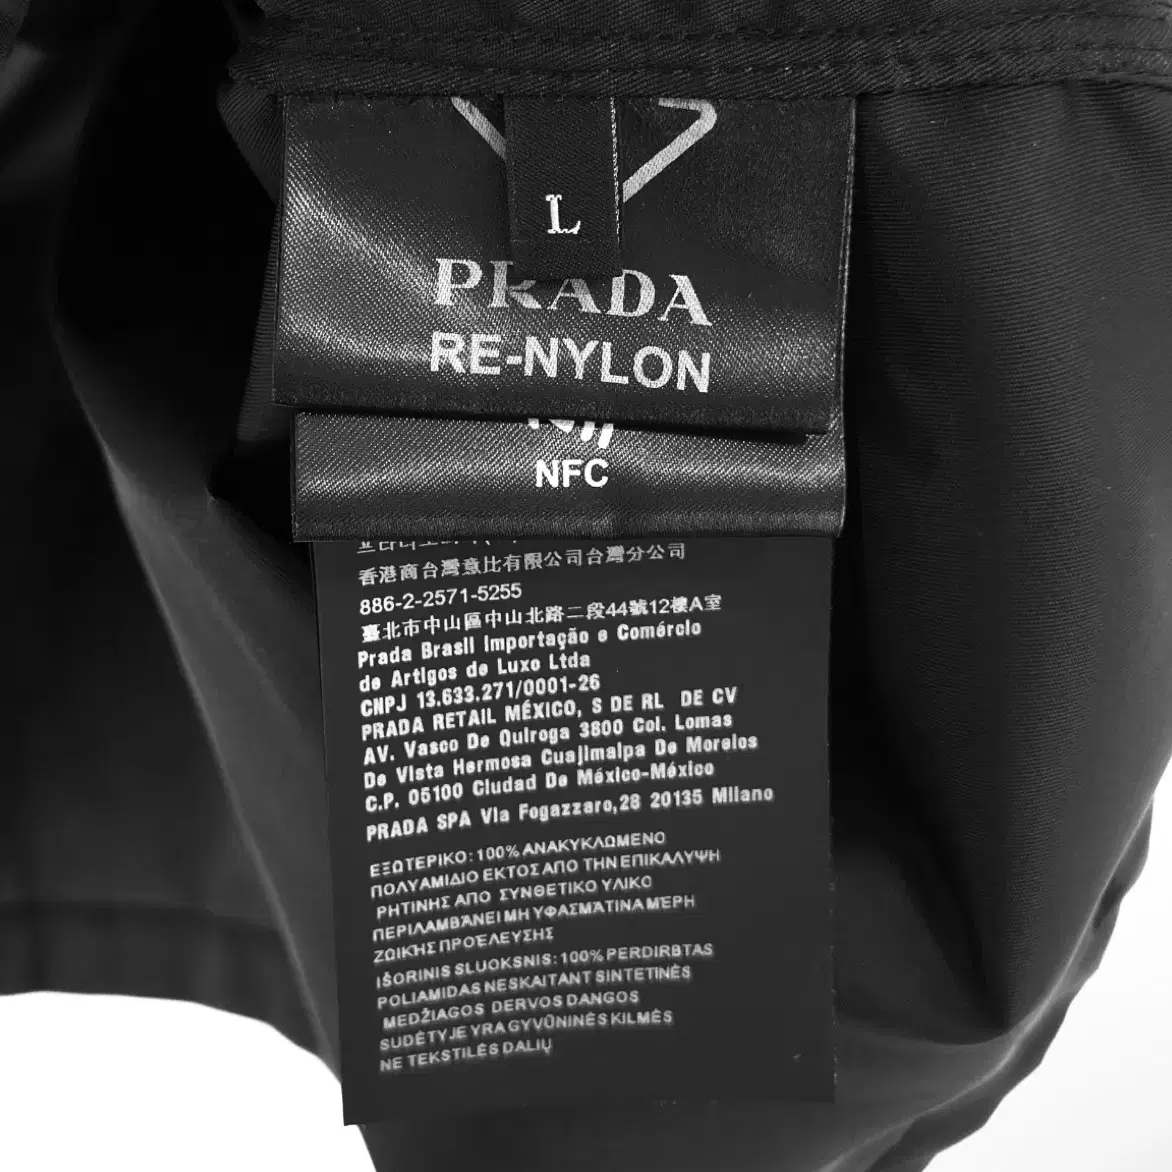 L
PRADA
RE-NYLON
NFC
香港商台灣意比有限公司台灣分公司
886-2-2571-5255
臺北市中山區中山北路二段44號12樓A室
Prada Brasil Importação e Comércio
de Artigos de Luxo Ltda
CNPJ 13.633.271/0001-26
PRADA RETAIL MÉXICO, S DE RL DE CV
AV. Vasco De Quiroga 3800 Col. Lomas
De Vista Hermosa Cuajimalpa De Morelos
C.P. 05100 Ciudad De México-México
PRADA SPA Via Fogazzaro,28 20135 Milano
ΕΞΩΤΕΡΙΚΟ: 100% ΑΝΑΚΥΚΛΩΜΕΝΟ
ΠΟΛΥΑΜΙΔΙΟ ΕΚΤΟΣ ΑΠΟ ΤΗΝ ΕΠΙΚΑΛΥΨΗ
ΡΗΤΙΝΗΣ ΑΠΟ ΣΥΝΘΕΤΙΚΟ ΥΛΙΚΟ
ΠΕΡΙΛΑΜΒΆΝΕΙ ΜΗ ΥΦΑΣΜΆΤΙΝΑ ΜΈΡΗ
ΖΩΙΚΉΣ ΠΡΟΈΛΕΥΣΗΣ
IŠORINIS SLUOKSNIS: 100% PERDIRBTAS
POLIAMIDAS NESKAITANT SINTETINĖS
MEDŽIAGOS DERVOS DANGOS
SUDĖTYJE YRA GYVŪNINĖS KILMĖS
NE TEKSTILĖS DALIŲ